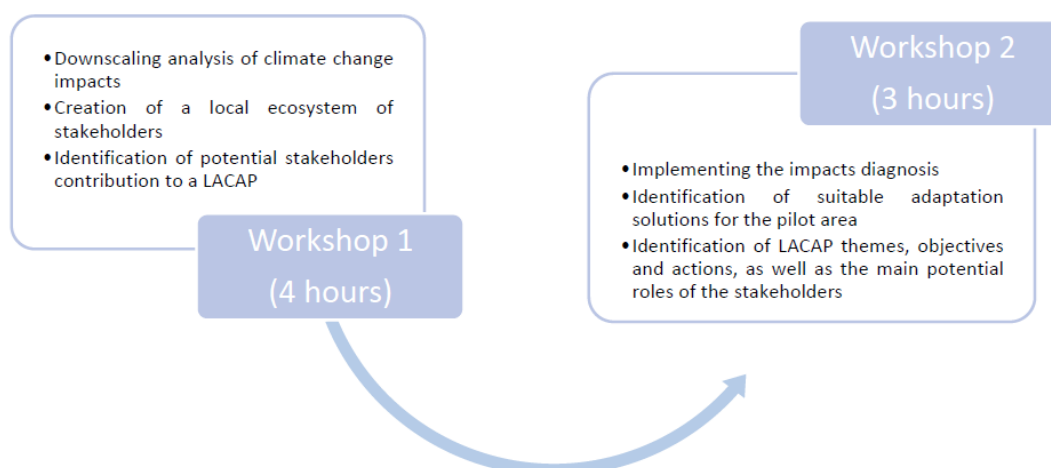 •Downscaling analysis of climate change
impacts
•Creation of a local ecosystem of
stakeholders
•Identification of potential stakeholders
contribution to a LACAP
Workshop 1
(4 hours)
Workshop 2
(3 hours)
•Implementing the impacts diagnosis
•Identification of suitable adaptation
solutions for the pilot area
•Identification of LACAP themes, objectives
and actions, as well as the main potential
roles of the stakeholders